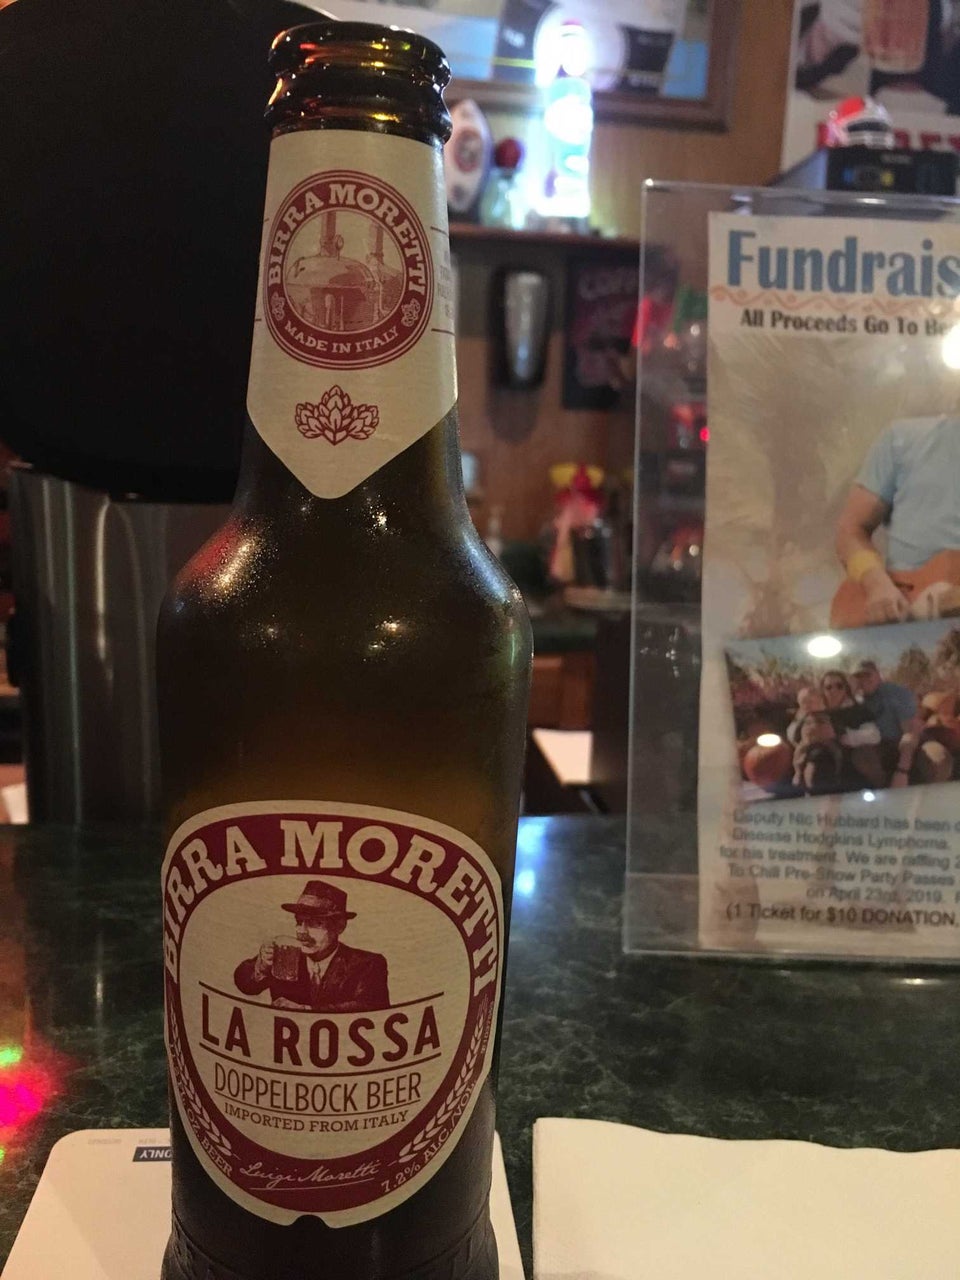 BIRRA MORETTI
MADE IN ITALY
BIRRA MORETTI
LA ROSSA
DOPPELBOCK BEER
IMPORTED FROM ITALY
BEER
Luigi Moretti
7.2% ALC/VOL
ONLY
Fundrais
All Proceeds Go To
Deputy Nic Hubbard has been
Disease Hodgkins Lymphoma.
for his treatment. We are raffling 2
To Chill Pre-Show Party Passes
on April 23rd, 2019.
(1 Ticket for $10 DONATION,